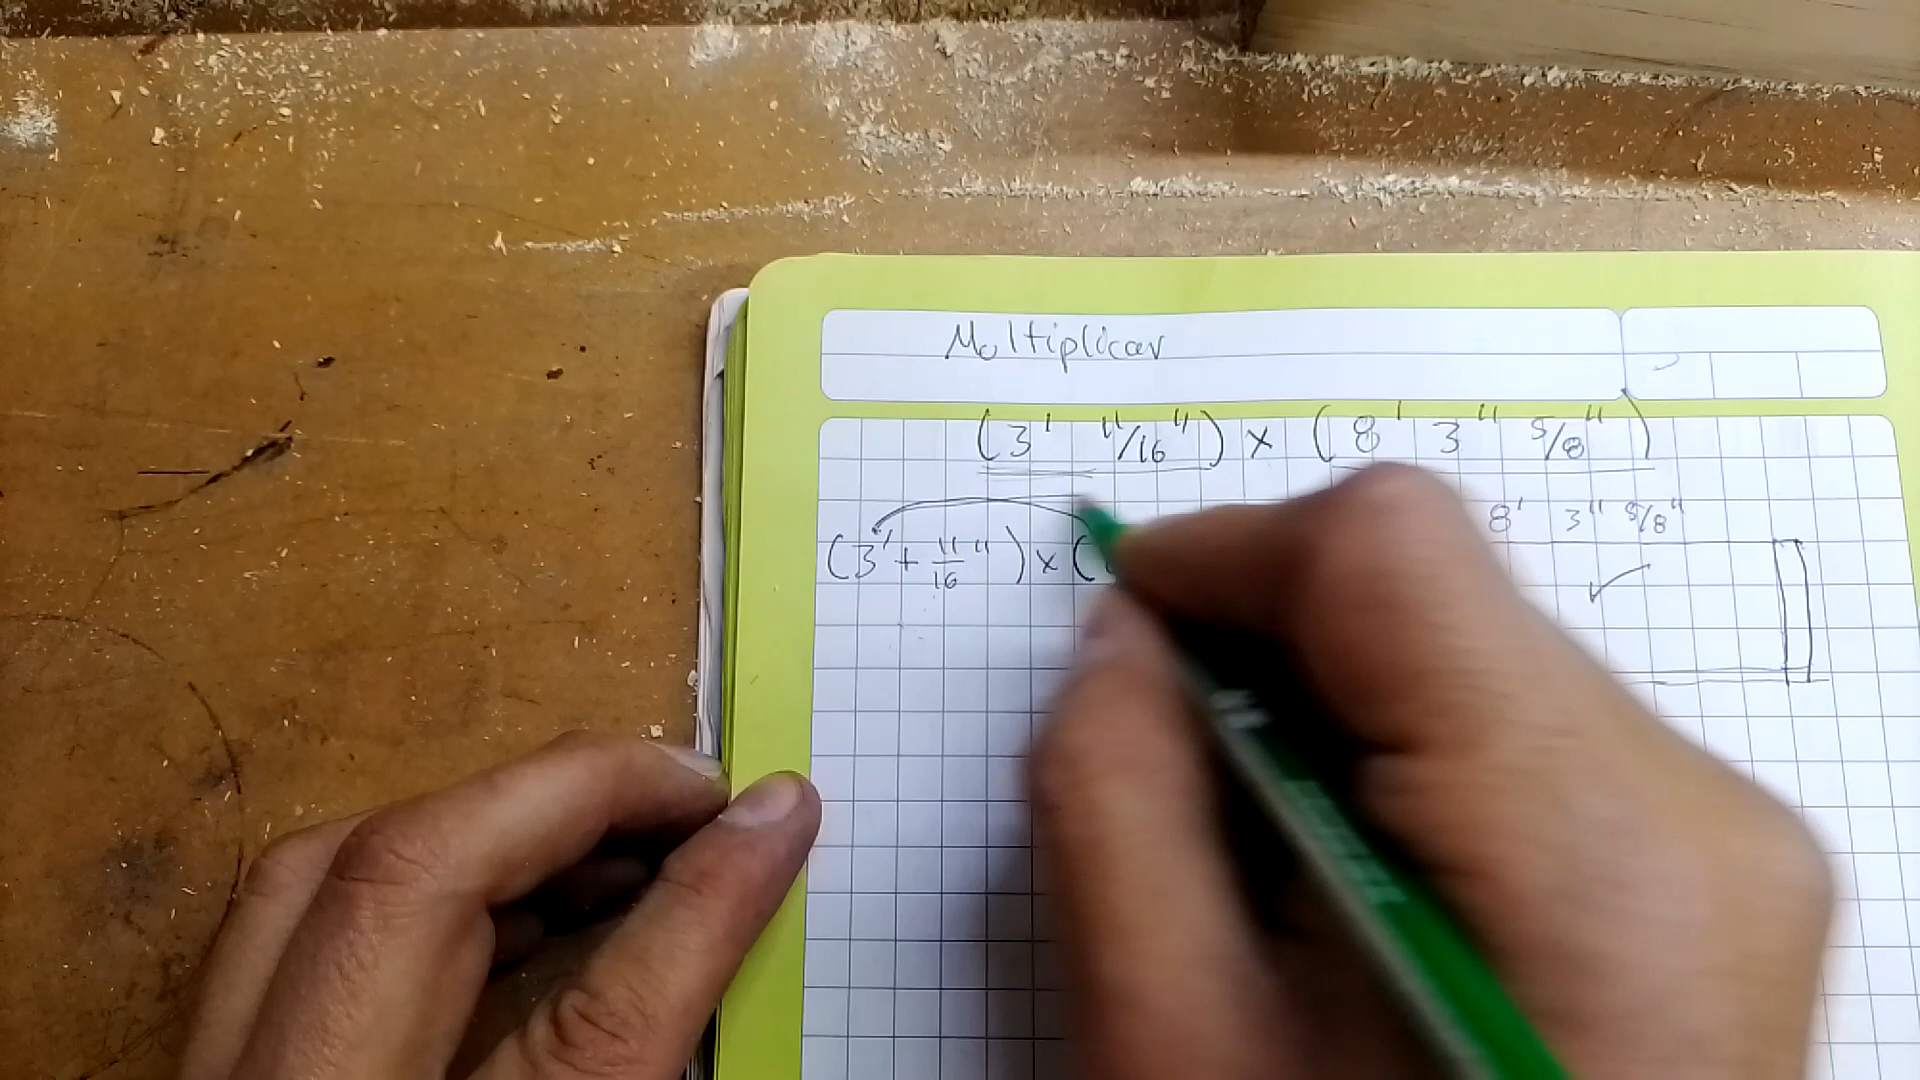 Multiplicar
(3' 11/16") x (8' 3" 5/8")
8' 3" 5/8"
(3' + 11/16") x (